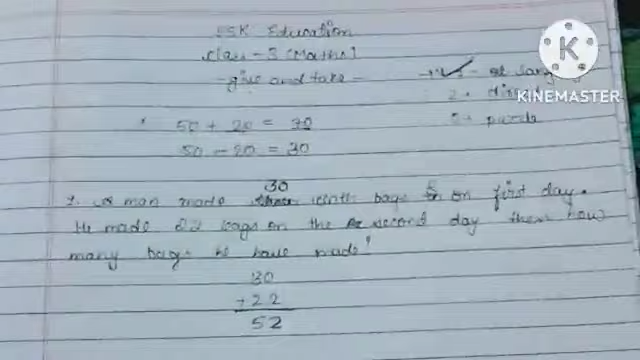 SSK Education
Class - 3 (Maths)
- give and take -
K
KINEMASTER
50 + 20 = 30
50 - 20 = 30
30
1. A man made cloth bags on first day.
He made 22 bags on the second day then how
many bags he have made?
30
+ 22
52